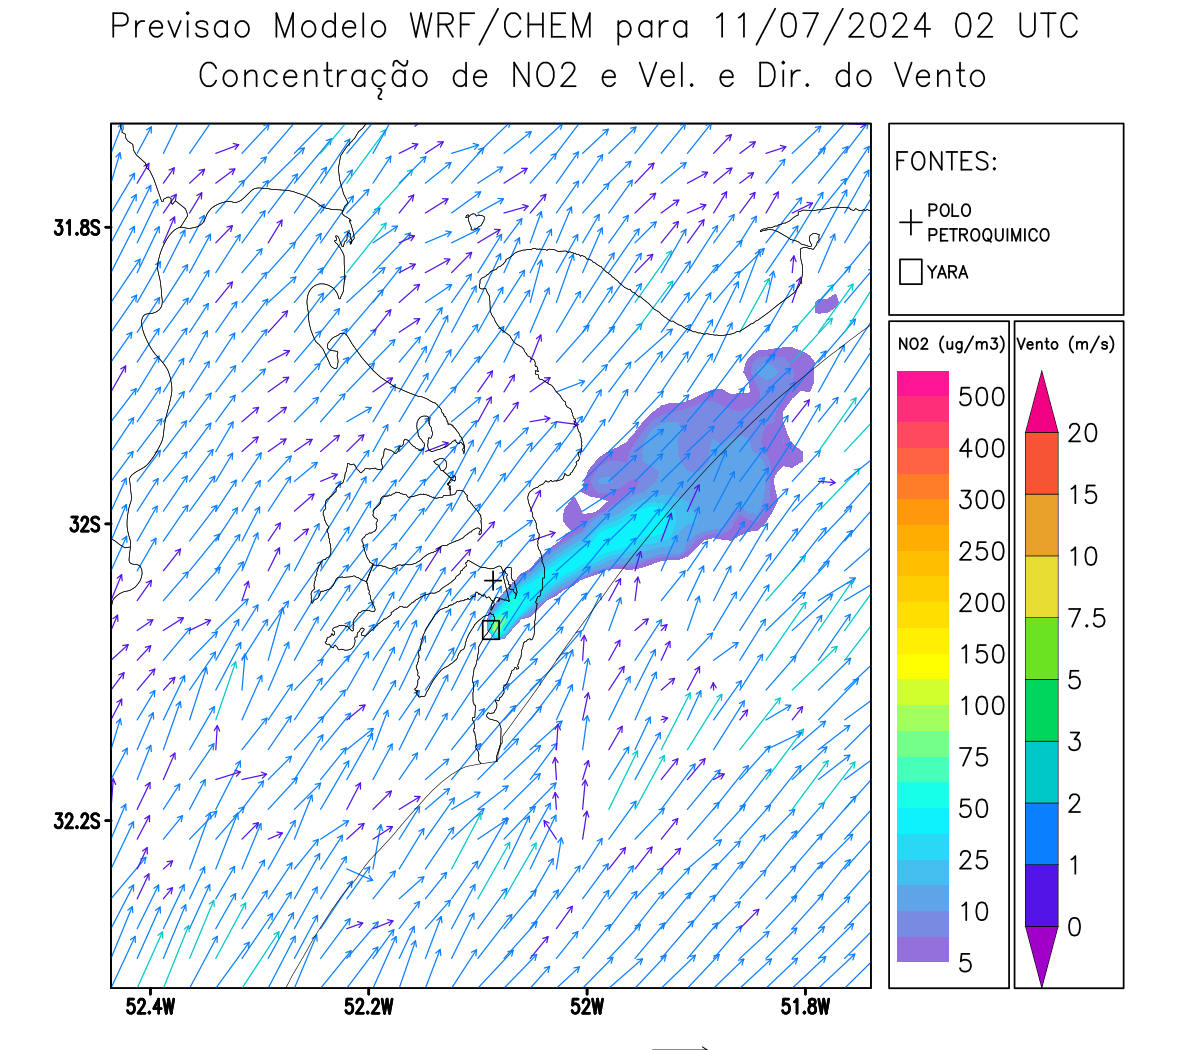 Previsao Modelo WRF/CHEM para 11/07/2024 02 UTC
Concentração de NO2 e Vel. e Dir. do Vento
FONTES:
POLO
PETROQUIMICO
YARA
NO2 (ug/m3)
500
400
300
250
200
150
100
75
50
25
10
5
Vento (m/s)
20
15
10
7.5
5
3
2
1
0
31.8S
32S
32.2S
52.4W
52.2W
52W
51.8W